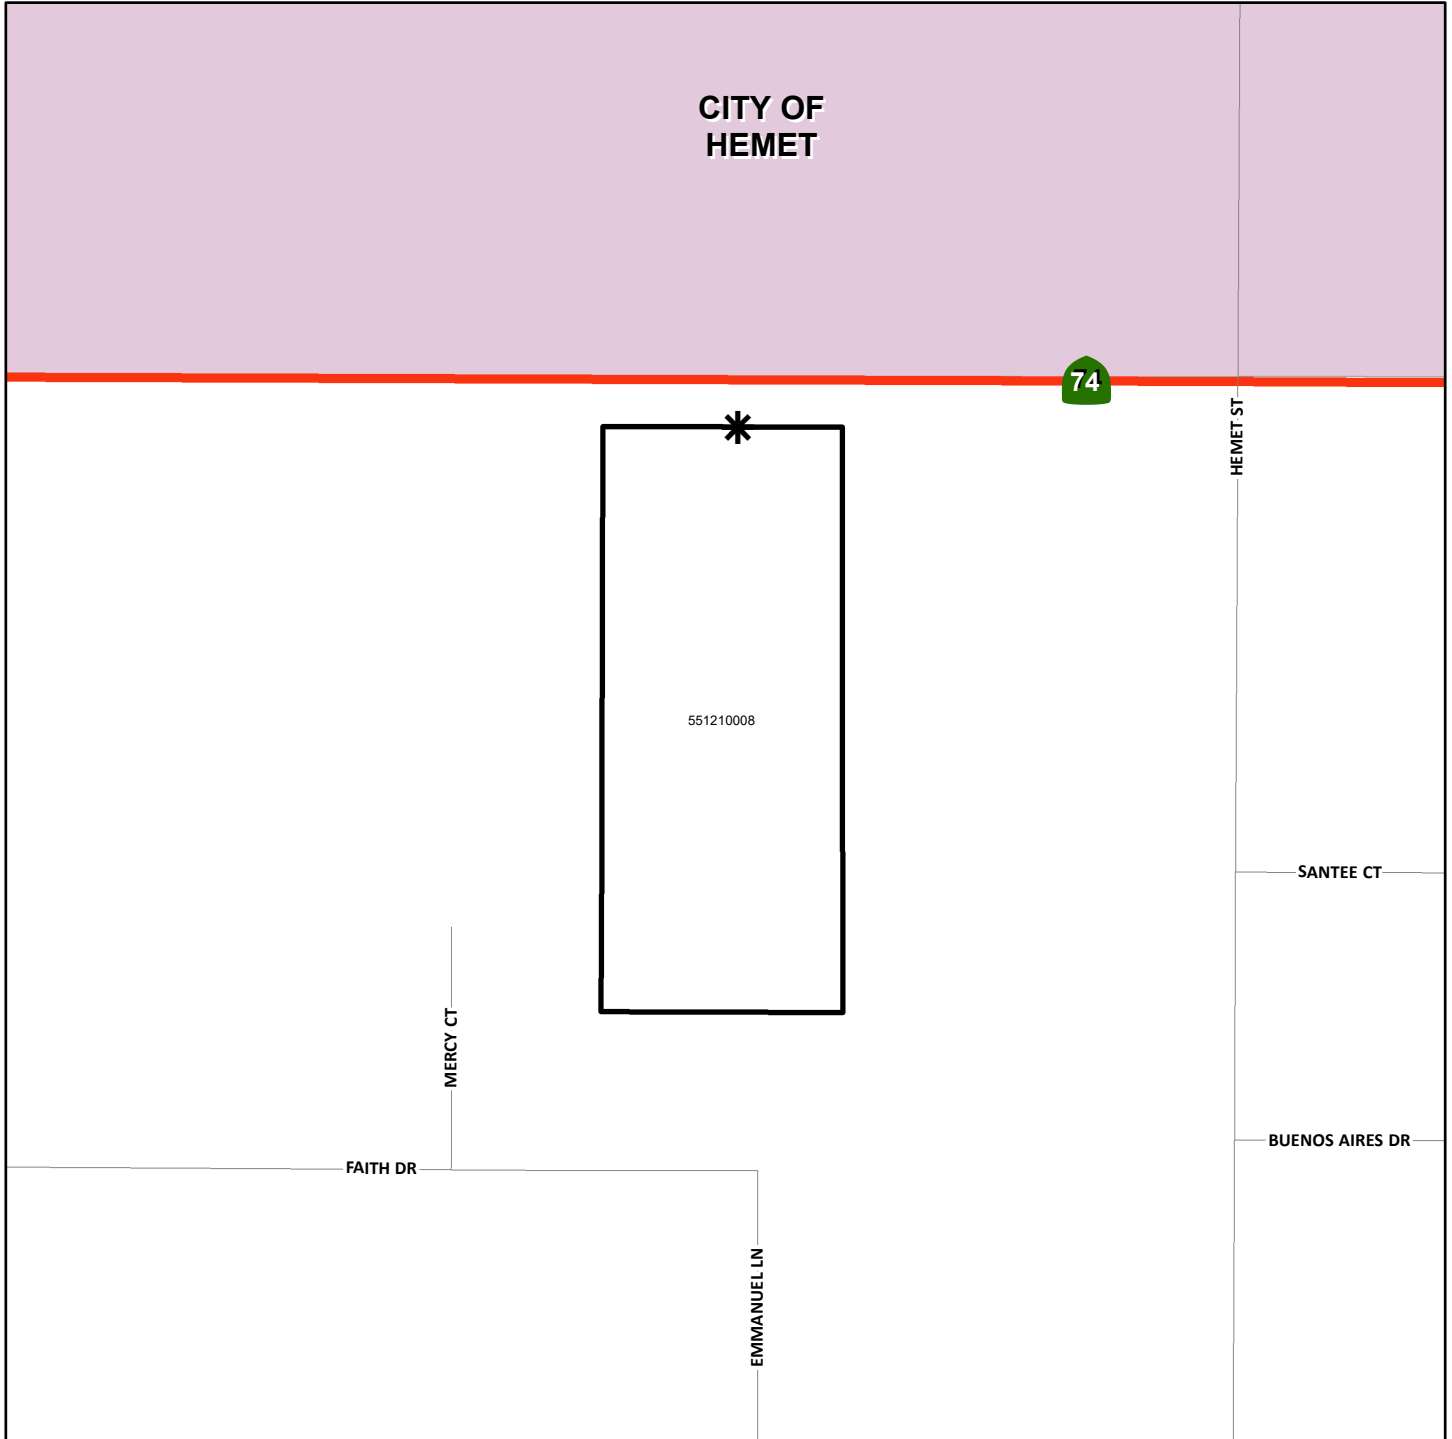 CITY OF
HEMET
74
HEMET ST
551210008
SANTEE CT
MERCY CT
BUENOS AIRES DR
FAITH DR
EMMANUEL LN